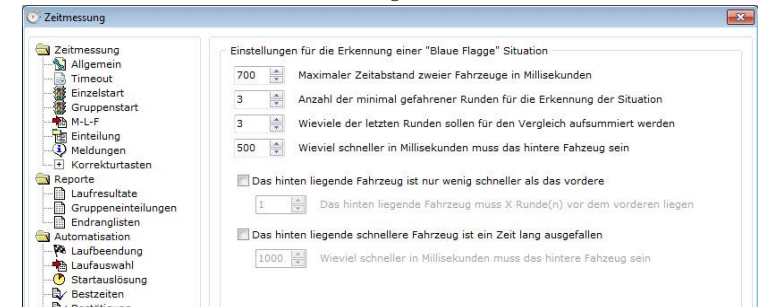 Zeitmessung
Zeitmessung
Allgemein
Timeout
Einzelstart
Gruppenstart
M-L-F
Einteilung
Meldungen
Korrekturtasten
Reporte
Laufresultate
Gruppeneinteilungen
Endranglisten
Automatisation
Laufbeendung
Laufauswahl
Startauslösung
Bestzeiten
Einstellungen für die Erkennung einer "Blaue Flagge" Situation
700 Maximaler Zeitabstand zweier Fahrzeuge in Millisekunden
3 Anzahl der minimal gefahrener Runden für die Erkennung der Situation
3 Wieviele der letzten Runden sollen für den Vergleich aufsummiert werden
500 Wieviel schneller in Millisekunden muss das hintere Fahzeug sein
Das hinten liegende Fahrzeug ist nur wenig schneller als das vordere
1 Das hinten liegende Fahrzeug muss X Runde(n) vor dem vorderen liegen
Das hinten liegende schnellere Fahrzeug ist ein Zeit lang ausgefallen
1000 Wieviel schneller in Millisekunden muss das hintere Fahzeug sein